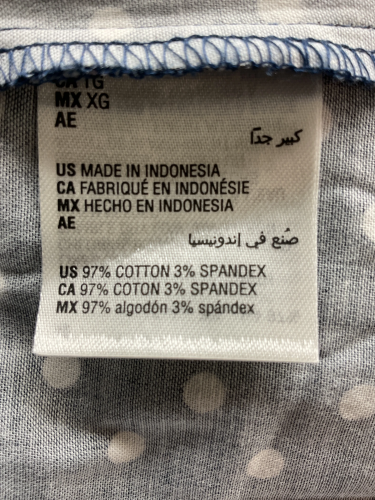 CA TG
MX XG
AE
كبير جدًا
US MADE IN INDONESIA
CA FABRIQUÉ EN INDONÉSIE
MX HECHO EN INDONESIA
AE
صُنع في إندونيسيا
US 97% COTTON 3% SPANDEX
CA 97% COTON 3% SPANDEX
MX 97% algodón 3% spándex